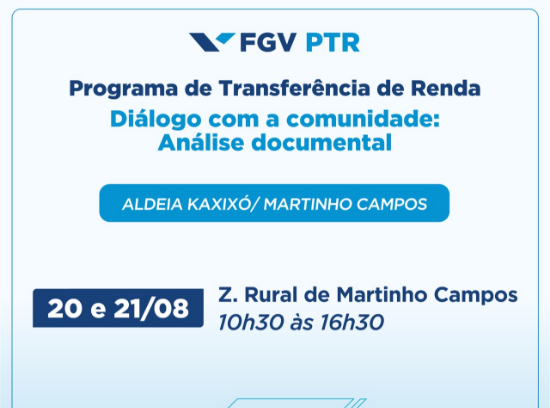 FGV PTR
Programa de Transferência de Renda
Diálogo com a comunidade:
Análise documental
ALDEIA KAXIXÓ/ MARTINHO CAMPOS
20 e 21/08
Z. Rural de Martinho Campos
10h30 às 16h30